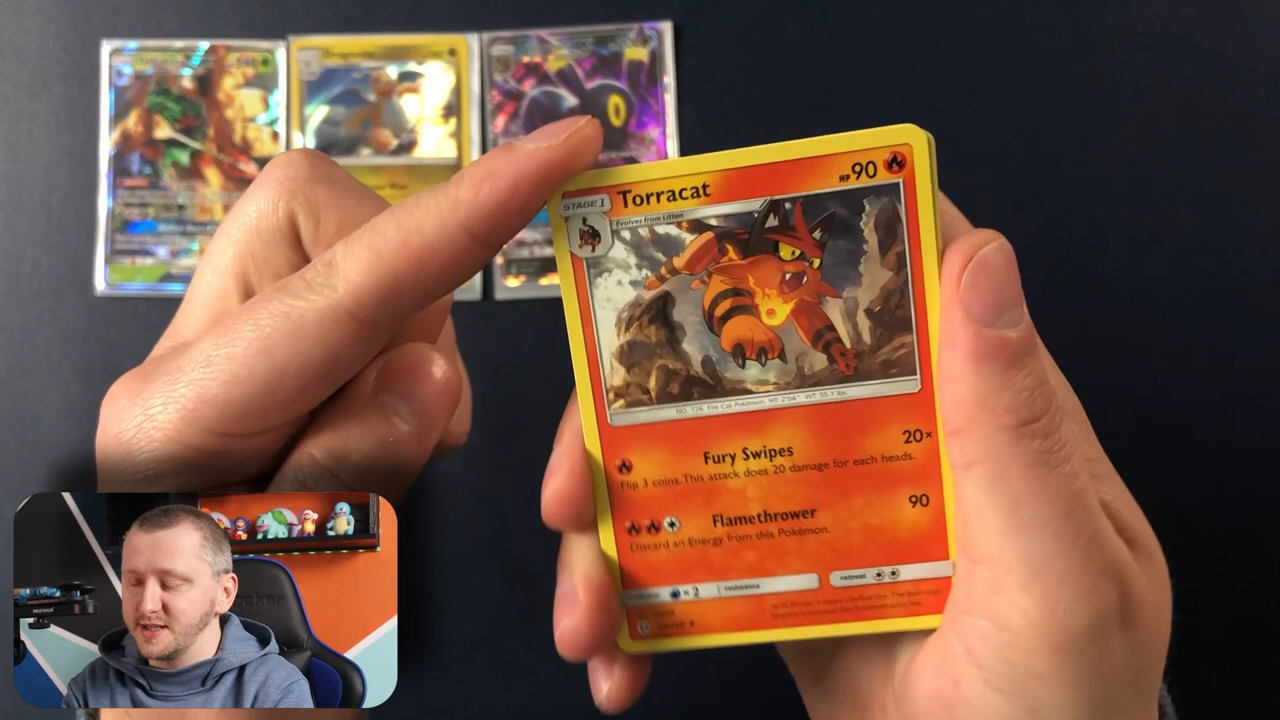 STAGE 1
Torracat
HP 90
Evolves from Litten
NO. 726 Fire Cat Pokémon HT: 2'04" WT: 55.1 lbs.
Fury Swipes
20×
Flip 3 coins. This attack does 20 damage for each heads.
Flamethrower
90
Discard an Energy from this Pokémon.
×2
resistance
retreat
NEEWER